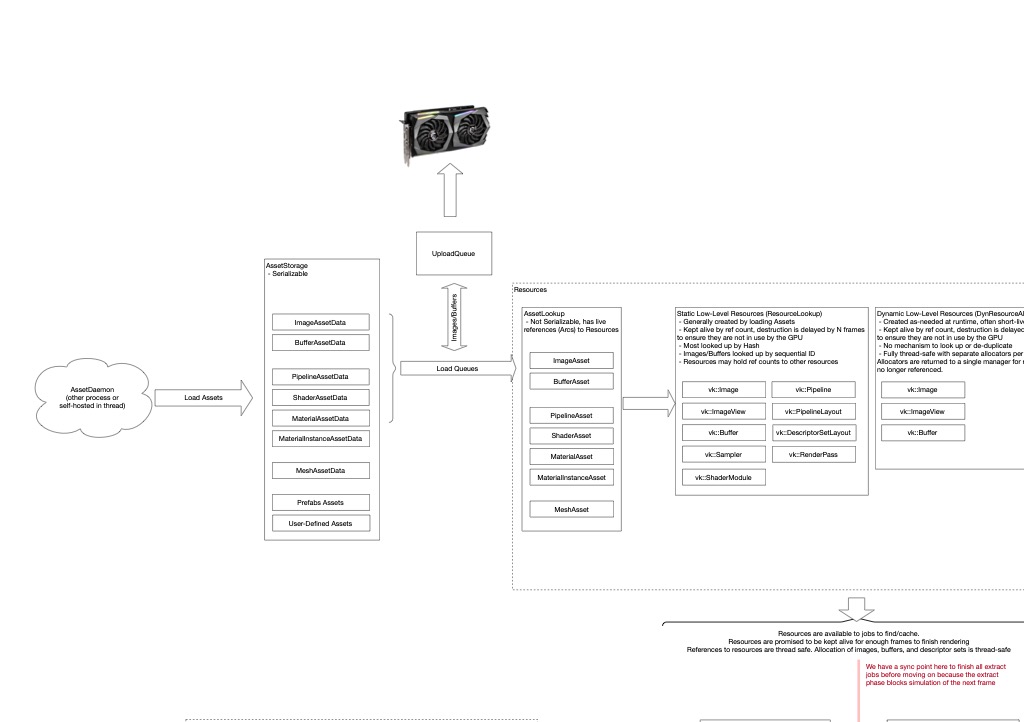 UploadQueue
AssetStorage
- Serializable
Images/Buffers
Resources
ImageAssetData
BufferAssetData
PipelineAssetData
ShaderAssetData
MaterialAssetData
MaterialInstanceAssetData
MeshAssetData
Prefabs Assets
User-Defined Assets
AssetDaemon
(other process or
self-hosted in thread)
Load Assets
Load Queues
AssetLookup
- Not Serializable, has live
references (Arcs) to Resources
ImageAsset
BufferAsset
PipelineAsset
ShaderAsset
MaterialAsset
MaterialInstanceAsset
MeshAsset
Static Low-Level Resources (ResourceLookup)
- Generally created by loading Assets
- Kept alive by ref count, destruction is delayed by N frames
to ensure they are not in use by the GPU
- Most looked up by Hash
- Images/Buffers looked up by sequential ID
- Resources may hold ref counts to other resources
vk::Image
vk::Pipeline
vk::ImageView
vk::PipelineLayout
vk::Buffer
vk::DescriptorSetLayout
vk::Sampler
vk::RenderPass
vk::ShaderModule
Dynamic Low-Level Resources (DynResourceAl
- Created as-needed at runtime, often short-live
- Kept alive by ref count, destruction is delayed
to ensure they are not in use by the GPU
- No mechanism to look up or de-duplicate
- Fully thread-safe with separate allocators per
Allocators are returned to a single manager for
no longer referenced.
vk::Image
vk::ImageView
vk::Buffer
Resources are available to jobs to find/cache.
Resources are promised to be kept alive for enough frames to finish rendering
References to resources are thread safe. Allocation of images, buffers, and descriptor sets is thread-safe
We have a sync point here to finish all extract
jobs before moving on because the extract
phase blocks simulation of the next frame